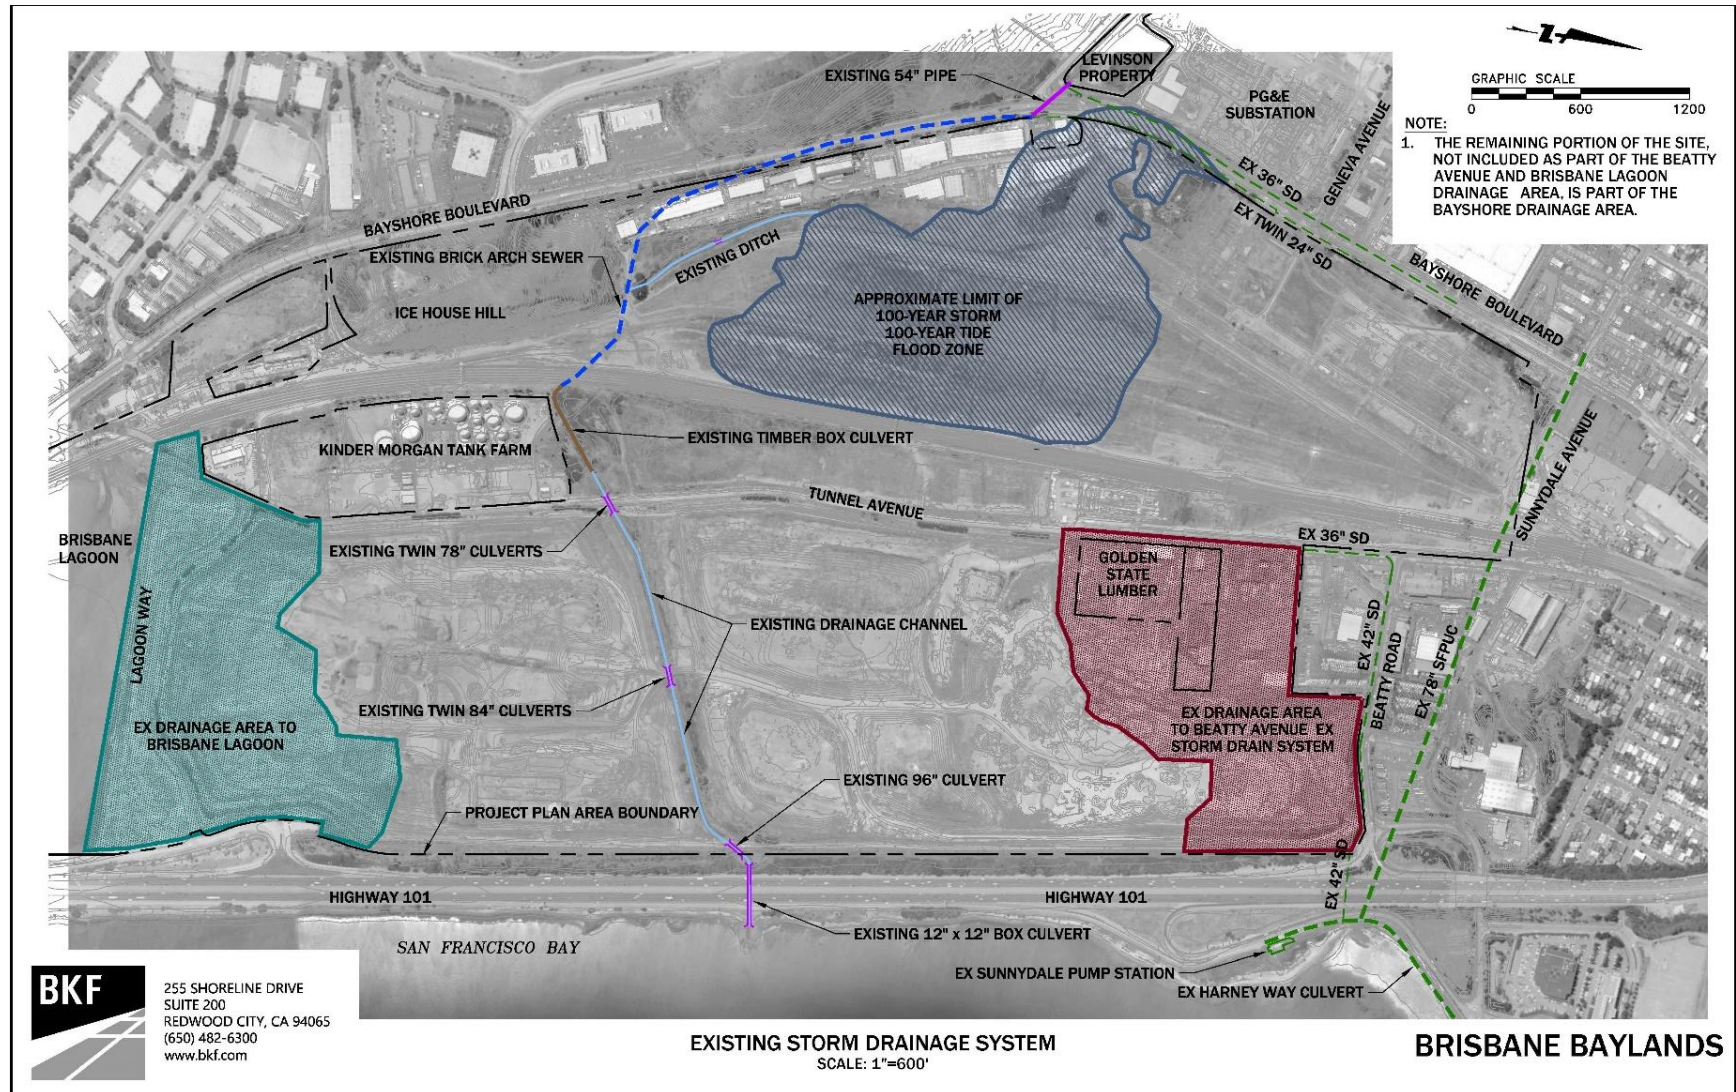 LEVINSON
PROPERTY
EXISTING 54" PIPE
PG&E
SUBSTATION
GENEVA AVENUE
GRAPHIC SCALE
0 600 1200
NOTE:
1. THE REMAINING PORTION OF THE SITE,
NOT INCLUDED AS PART OF THE BEATTY
AVENUE AND BRISBANE LAGOON
DRAINAGE AREA, IS PART OF THE
BAYSHORE DRAINAGE AREA.
EX 36" SD
EX TWIN 24" SD
BAYSHORE BOULEVARD
BAYSHORE BOULEVARD
EXISTING BRICK ARCH SEWER
EXISTING DITCH
ICE HOUSE HILL
APPROXIMATE LIMIT OF
100-YEAR STORM
100-YEAR TIDE
FLOOD ZONE
SUNNYDALE AVENUE
KINDER MORGAN TANK FARM
EXISTING TIMBER BOX CULVERT
TUNNEL AVENUE
BRISBANE
LAGOON
EXISTING TWIN 78" CULVERTS
EX 36" SD
GOLDEN
STATE
LUMBER
LAGOON WAY
EXISTING DRAINAGE CHANNEL
EX 42" SD
BEATTY ROAD
EX 78" SFPUC
EXISTING TWIN 84" CULVERTS
EX DRAINAGE AREA TO
BRISBANE LAGOON
EX DRAINAGE AREA
TO BEATTY AVENUE EX
STORM DRAIN SYSTEM
EXISTING 96" CULVERT
PROJECT PLAN AREA BOUNDARY
EX 42" SD
HIGHWAY 101
HIGHWAY 101
EXISTING 12" x 12" BOX CULVERT
SAN FRANCISCO BAY
EX SUNNYDALE PUMP STATION
EX HARNEY WAY CULVERT
BKF
255 SHORELINE DRIVE
SUITE 200
REDWOOD CITY, CA 94065
(650) 482-6300
www.bkf.com
EXISTING STORM DRAINAGE SYSTEM
SCALE: 1"=600'
BRISBANE BAYLANDS